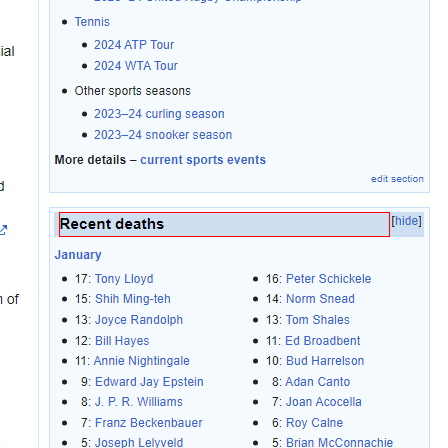 Tennis
2024 ATP Tour
2024 WTA Tour
Other sports seasons
2023–24 curling season
2023–24 snooker season
More details – current sports events
edit section
ial
d
n of
Recent deaths
[hide]
January
17: Tony Lloyd
15: Shih Ming-teh
13: Joyce Randolph
12: Bill Hayes
11: Annie Nightingale
9: Edward Jay Epstein
8: J. P. R. Williams
7: Franz Beckenbauer
5: Joseph Lelyveld
16: Peter Schickele
14: Norm Snead
13: Tom Shales
11: Ed Broadbent
10: Bud Harrelson
8: Adan Canto
7: Joan Acocella
6: Roy Calne
5: Brian McConnachie